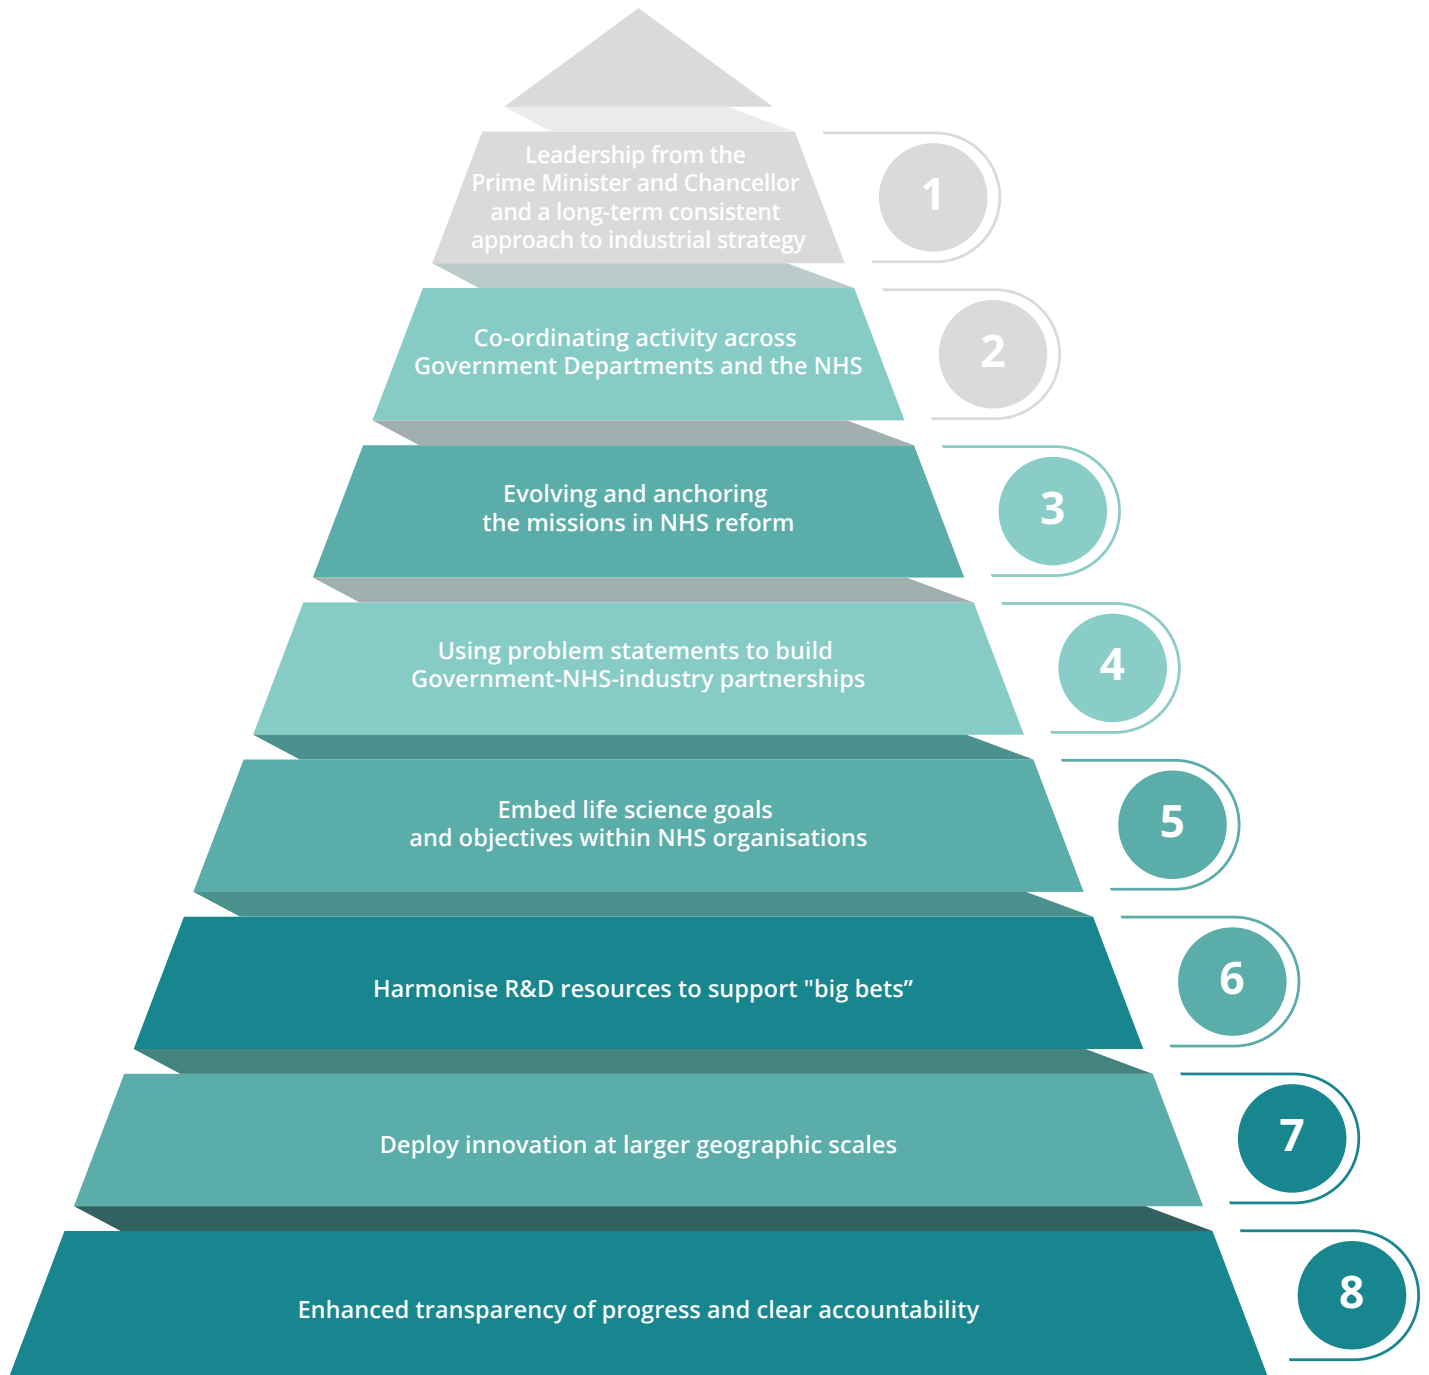 Leadership from the
Prime Minister and Chancellor
and a long-term consistent
approach to industrial strategy
1
Co-ordinating activity across
Government Departments and the NHS
2
Evolving and anchoring
the missions in NHS reform
3
Using problem statements to build
Government-NHS-industry partnerships
4
Embed life science goals
and objectives within NHS organisations
5
Harmonise R&D resources to support "big bets”
6
Deploy innovation at larger geographic scales
7
Enhanced transparency of progress and clear accountability
8